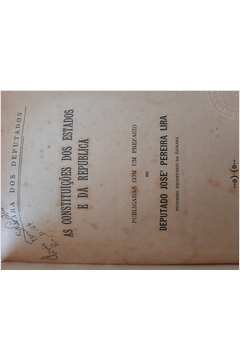 CAMARA DOS DEPUTADOS
AS CONSTITUIÇÕES DOS ESTADOS
E DA REPUBLICA
PUBLICADAS COM UM PREFACIO
DO
DEPUTADO JOSÉ PEREIRA LIRA
PRIMEIRO SECRETARIO DA CAMARA